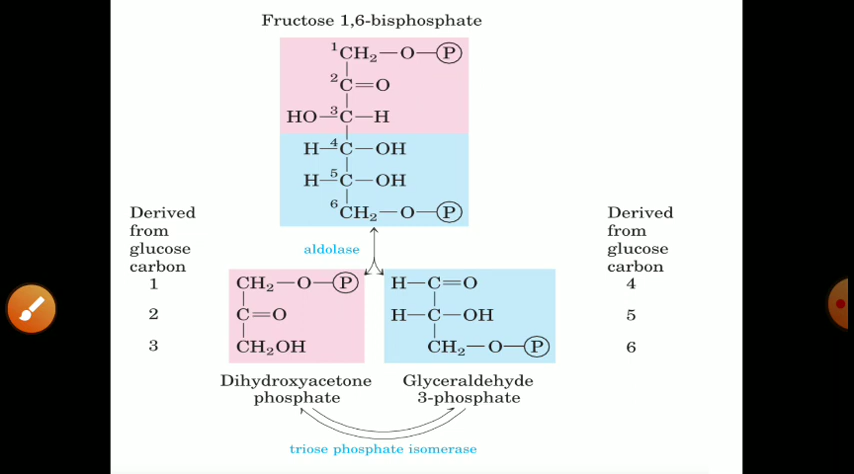 Fructose 1,6-bisphosphate
¹CH₂—O—Ⓟ
²C=O
HO—³C—H
H—⁴C—OH
H—⁵C—OH
⁶CH₂—O—Ⓟ
Derived
from
glucose
carbon
1
2
3
aldolase
Derived
from
glucose
carbon
4
5
6
CH₂—O—Ⓟ
C=O
CH₂OH
H—C=O
H—C—OH
CH₂—O—Ⓟ
Dihydroxyacetone
phosphate
Glyceraldehyde
3-phosphate
triose phosphate isomerase